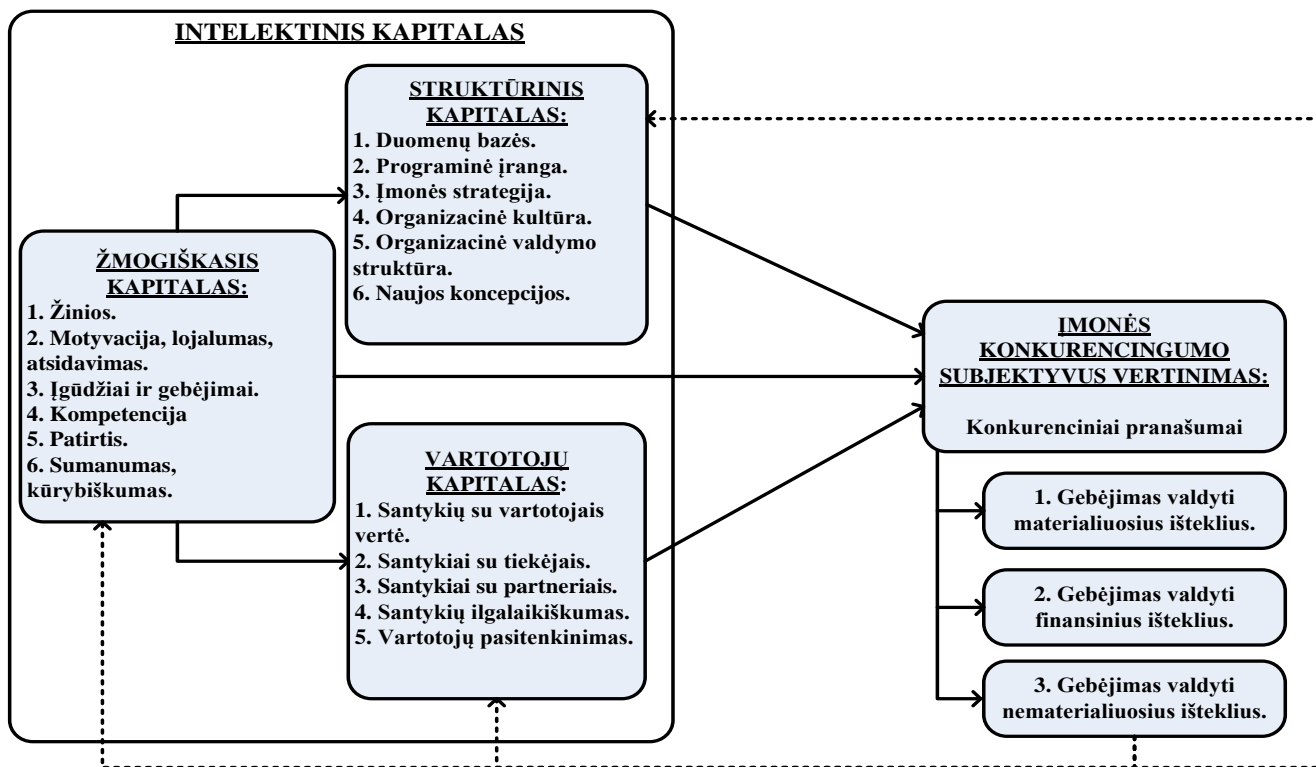 INTELEKTINIS KAPITALAS
STRUKTŪRINIS
KAPITALAS:
1. Duomenų bazės.
2. Programinė įranga.
3. Įmonės strategija.
4. Organizacinė kultūra.
5. Organizacinė valdymo
struktūra.
6. Naujos koncepcijos.
ŽMOGIŠKASIS
KAPITALAS:
1. Žinios.
2. Motyvacija, lojalumas,
atsidavimas.
3. Įgūdžiai ir gebėjimai.
4. Kompetencija
5. Patirtis.
6. Sumanumas,
kūrybiškumas.
VARTOTOJŲ
KAPITALAS:
1. Santykių su vartotojais
vertė.
2. Santykiai su tiekėjais.
3. Santykiai su partneriais.
4. Santykių ilgalaikiškumas.
5. Vartotojų pasitenkinimas.
ĮMONĖS
KONKURENCINGUMO
SUBJEKTYVUS VERTINIMAS:
Konkurenciniai pranašumai
1. Gebėjimas valdyti
materialiuosius išteklius.
2. Gebėjimas valdyti
finansinius išteklius.
3. Gebėjimas valdyti
nematerialiuosius išteklius.